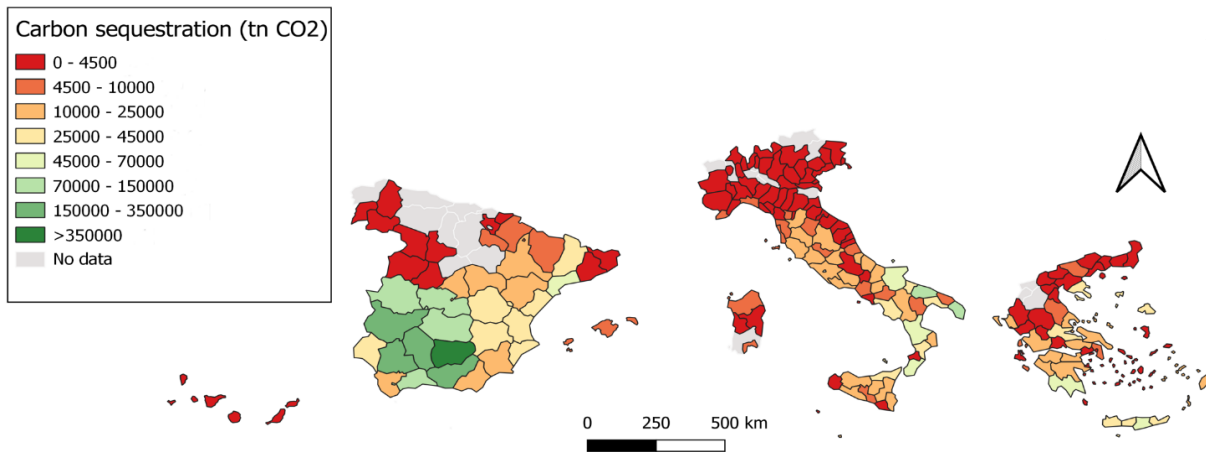 Carbon sequestration (tn CO2)
0 - 4500
4500 - 10000
10000 - 25000
25000 - 45000
45000 - 70000
70000 - 150000
150000 - 350000
>350000
No data
0 250 500 km